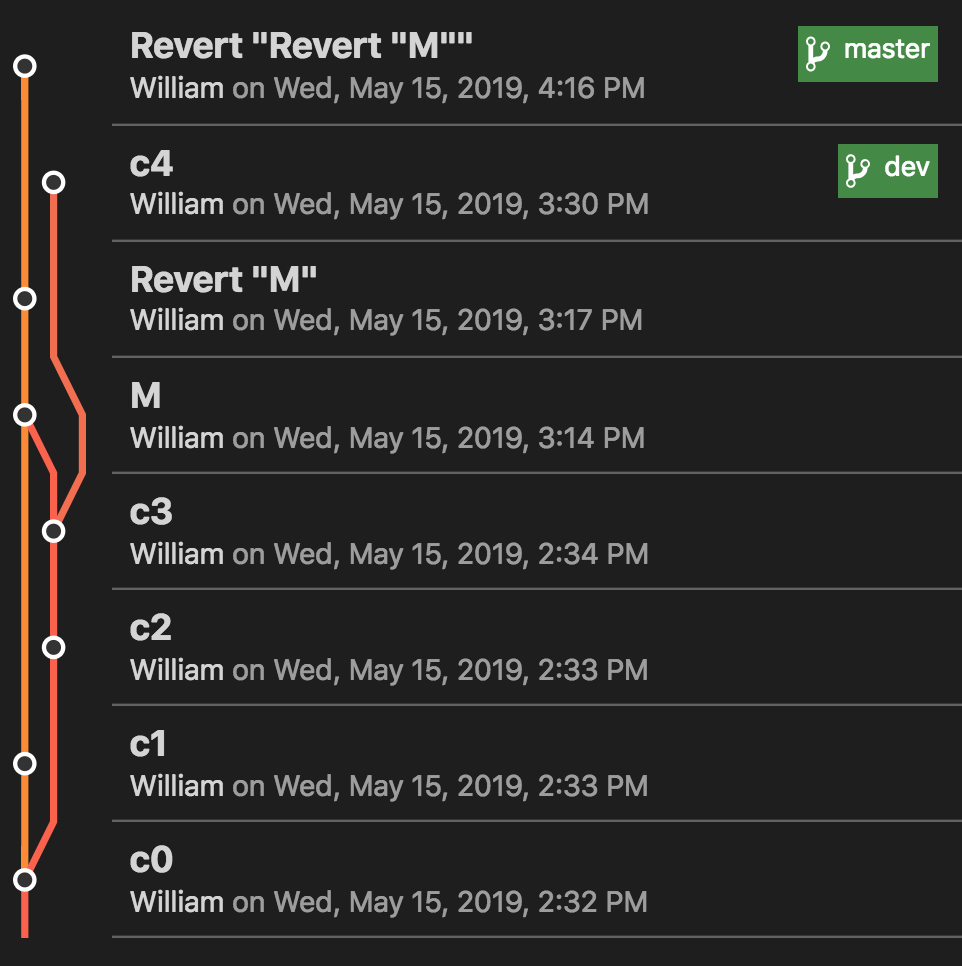 Revert "Revert "M""
master
William on Wed, May 15, 2019, 4:16 PM
c4
dev
William on Wed, May 15, 2019, 3:30 PM
Revert "M"
William on Wed, May 15, 2019, 3:17 PM
M
William on Wed, May 15, 2019, 3:14 PM
c3
William on Wed, May 15, 2019, 2:34 PM
c2
William on Wed, May 15, 2019, 2:33 PM
c1
William on Wed, May 15, 2019, 2:33 PM
c0
William on Wed, May 15, 2019, 2:32 PM